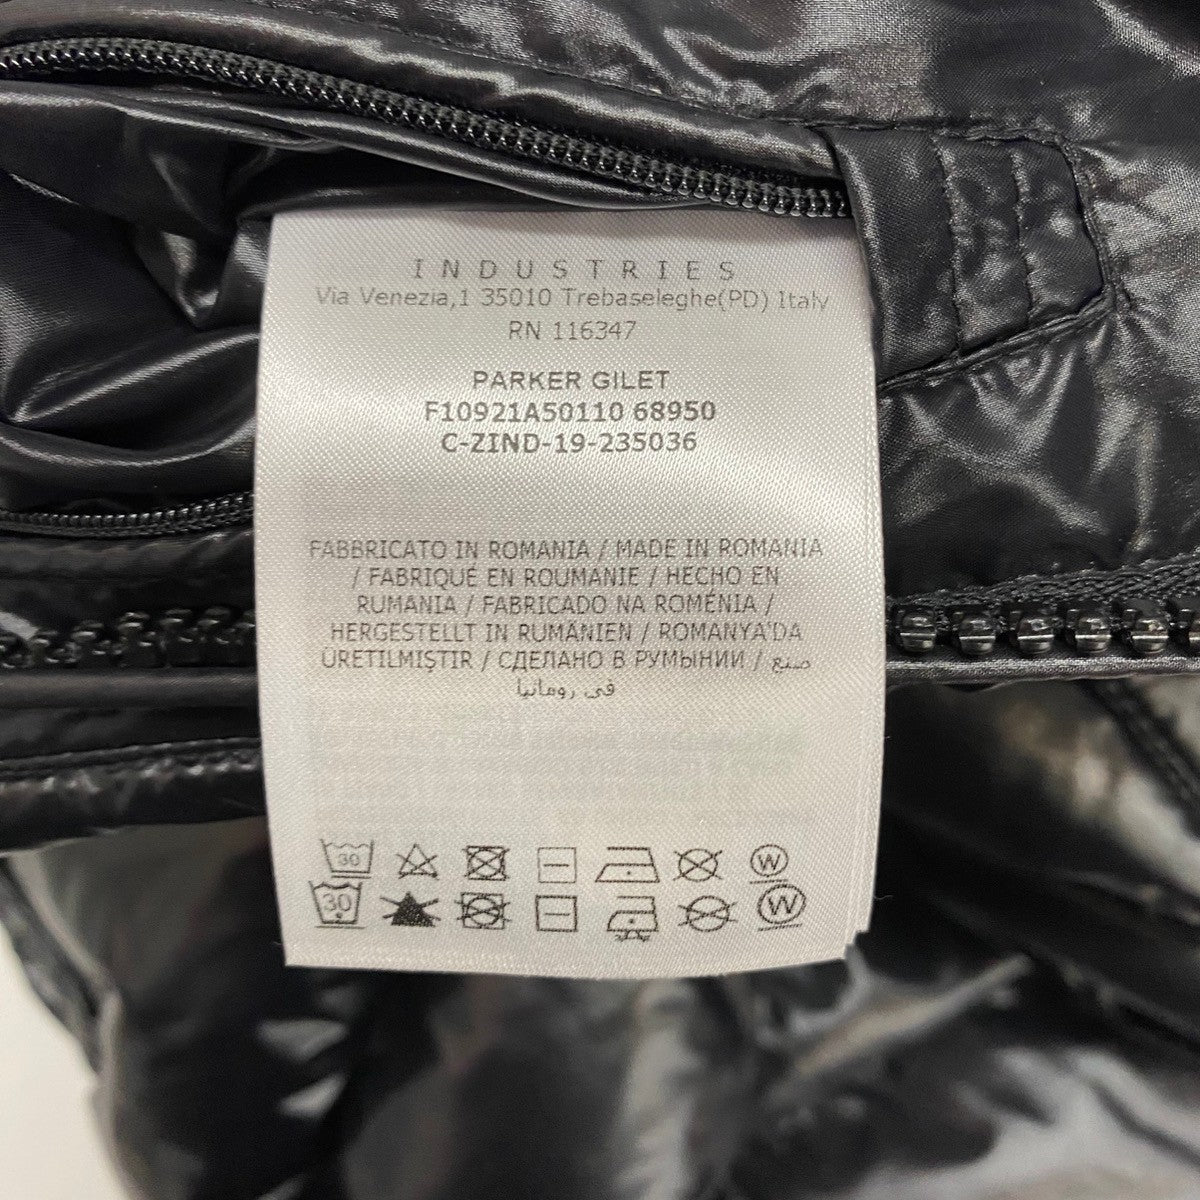 INDUSTRIES
Via Venezia,1 35010 Trebaseleghe(PD) Italy
RN 116347
PARKER GILET
F10921A50110 68950
C-ZIND-19-235036
FABBRICATO IN ROMANIA / MADE IN ROMANIA
/ FABRIQUÉ EN ROUMANIE / HECHO EN
RUMANIA / FABRICADO NA ROMÉNIA /
HERGESTELLT IN RUMÄNIEN / ROMANYA'DA
ÜRETILMIŞTIR / СДЕЛАНО В РУМЫНИИ / صنع
في رومانيا
30 W
30 W